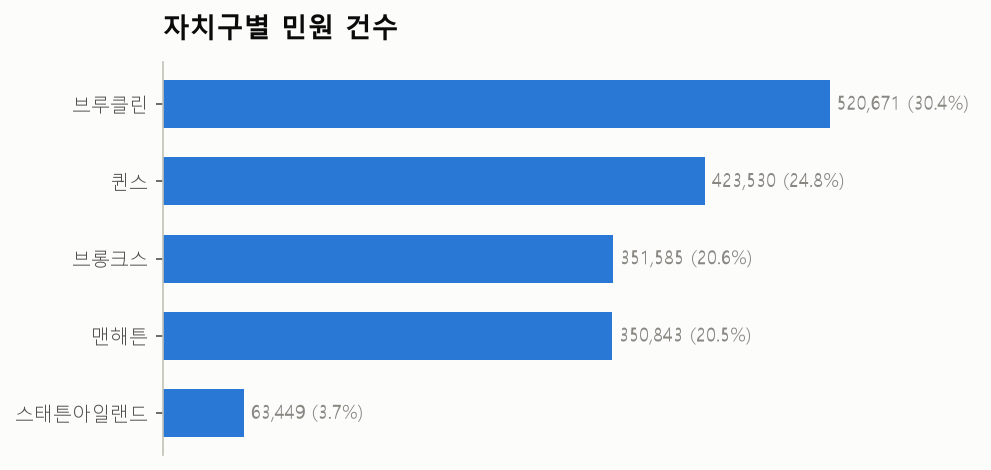 자치구별 민원 건수
브루클린 520,671 (30.4%)
퀸스 423,530 (24.8%)
브롱크스 351,585 (20.6%)
맨해튼 350,843 (20.5%)
스태튼아일랜드 63,449 (3.7%)